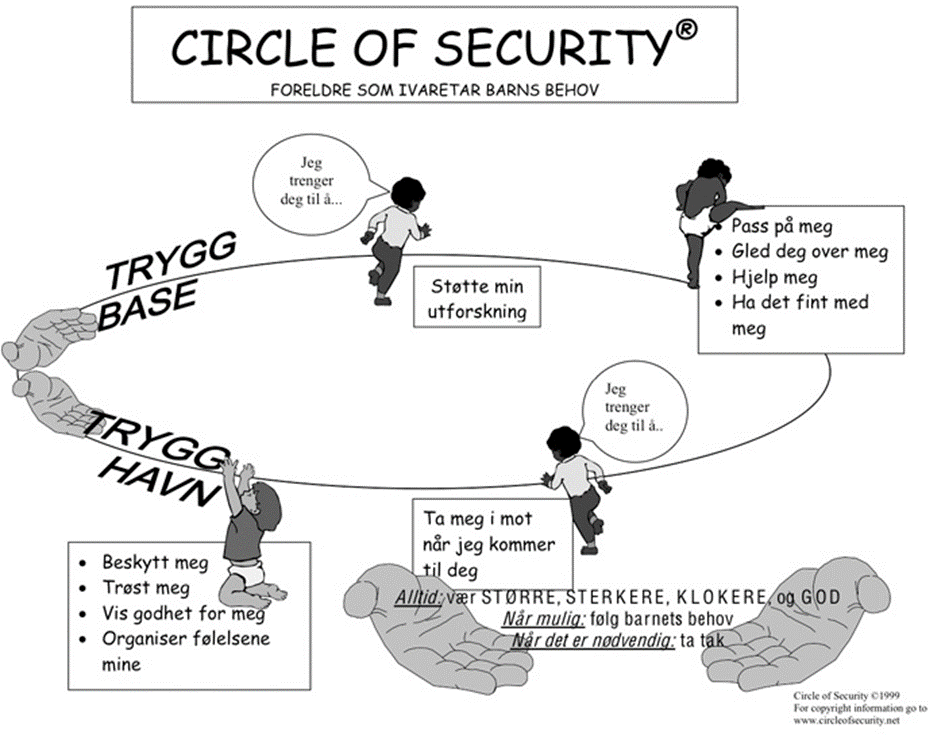 CIRCLE OF SECURITY®
FORELDRE SOM IVARETAR BARNS BEHOV
Jeg
trenger
deg til å...
TRYGG
BASE
Støtte min
utforskning
• Pass på meg
• Gled deg over meg
• Hjelp meg
• Ha det fint med
meg
Jeg
trenger
deg til å..
TRYGG
HAVN
Ta meg i mot
når jeg kommer
til deg
• Beskytt meg
• Trøst meg
• Vis godhet for meg
• Organiser følelsene
mine
Alltid: vær STØRRE, STERKERE, KLOKERE, og GOD
Når mulig: følg barnets behov
Når det er nødvendig: ta tak
Circle of Security ©1999
For copyright information go to
www.circleofsecurity.net